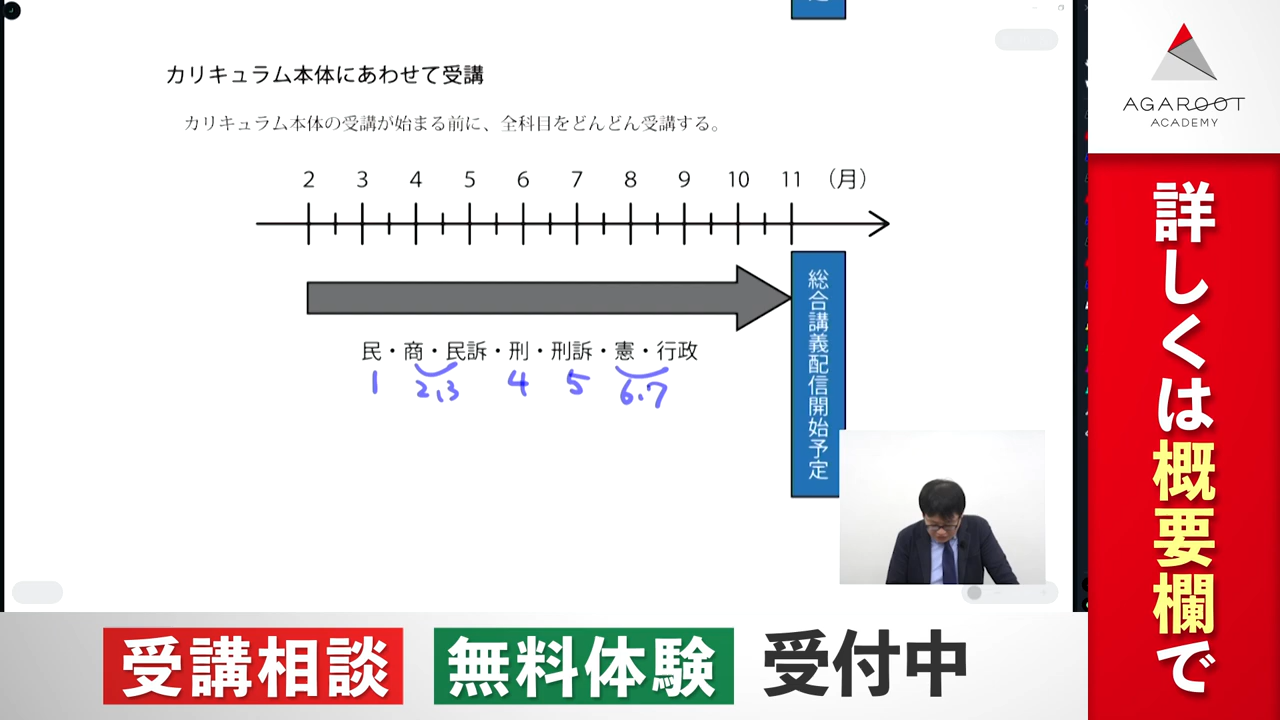 カリキュラム本体にあわせて受講
カリキュラム本体の受講が始まる前に、全科目をどんどん受講する。
2 3 4 5 6 7 8 9 10 11 （月）
総合講義配信開始予定
民・商・民訴・刑・刑訴・憲・行政
1 2,3 4 5 6,7
AGAROOT
ACADEMY
詳しくは概要欄で
受講相談 無料体験 受付中